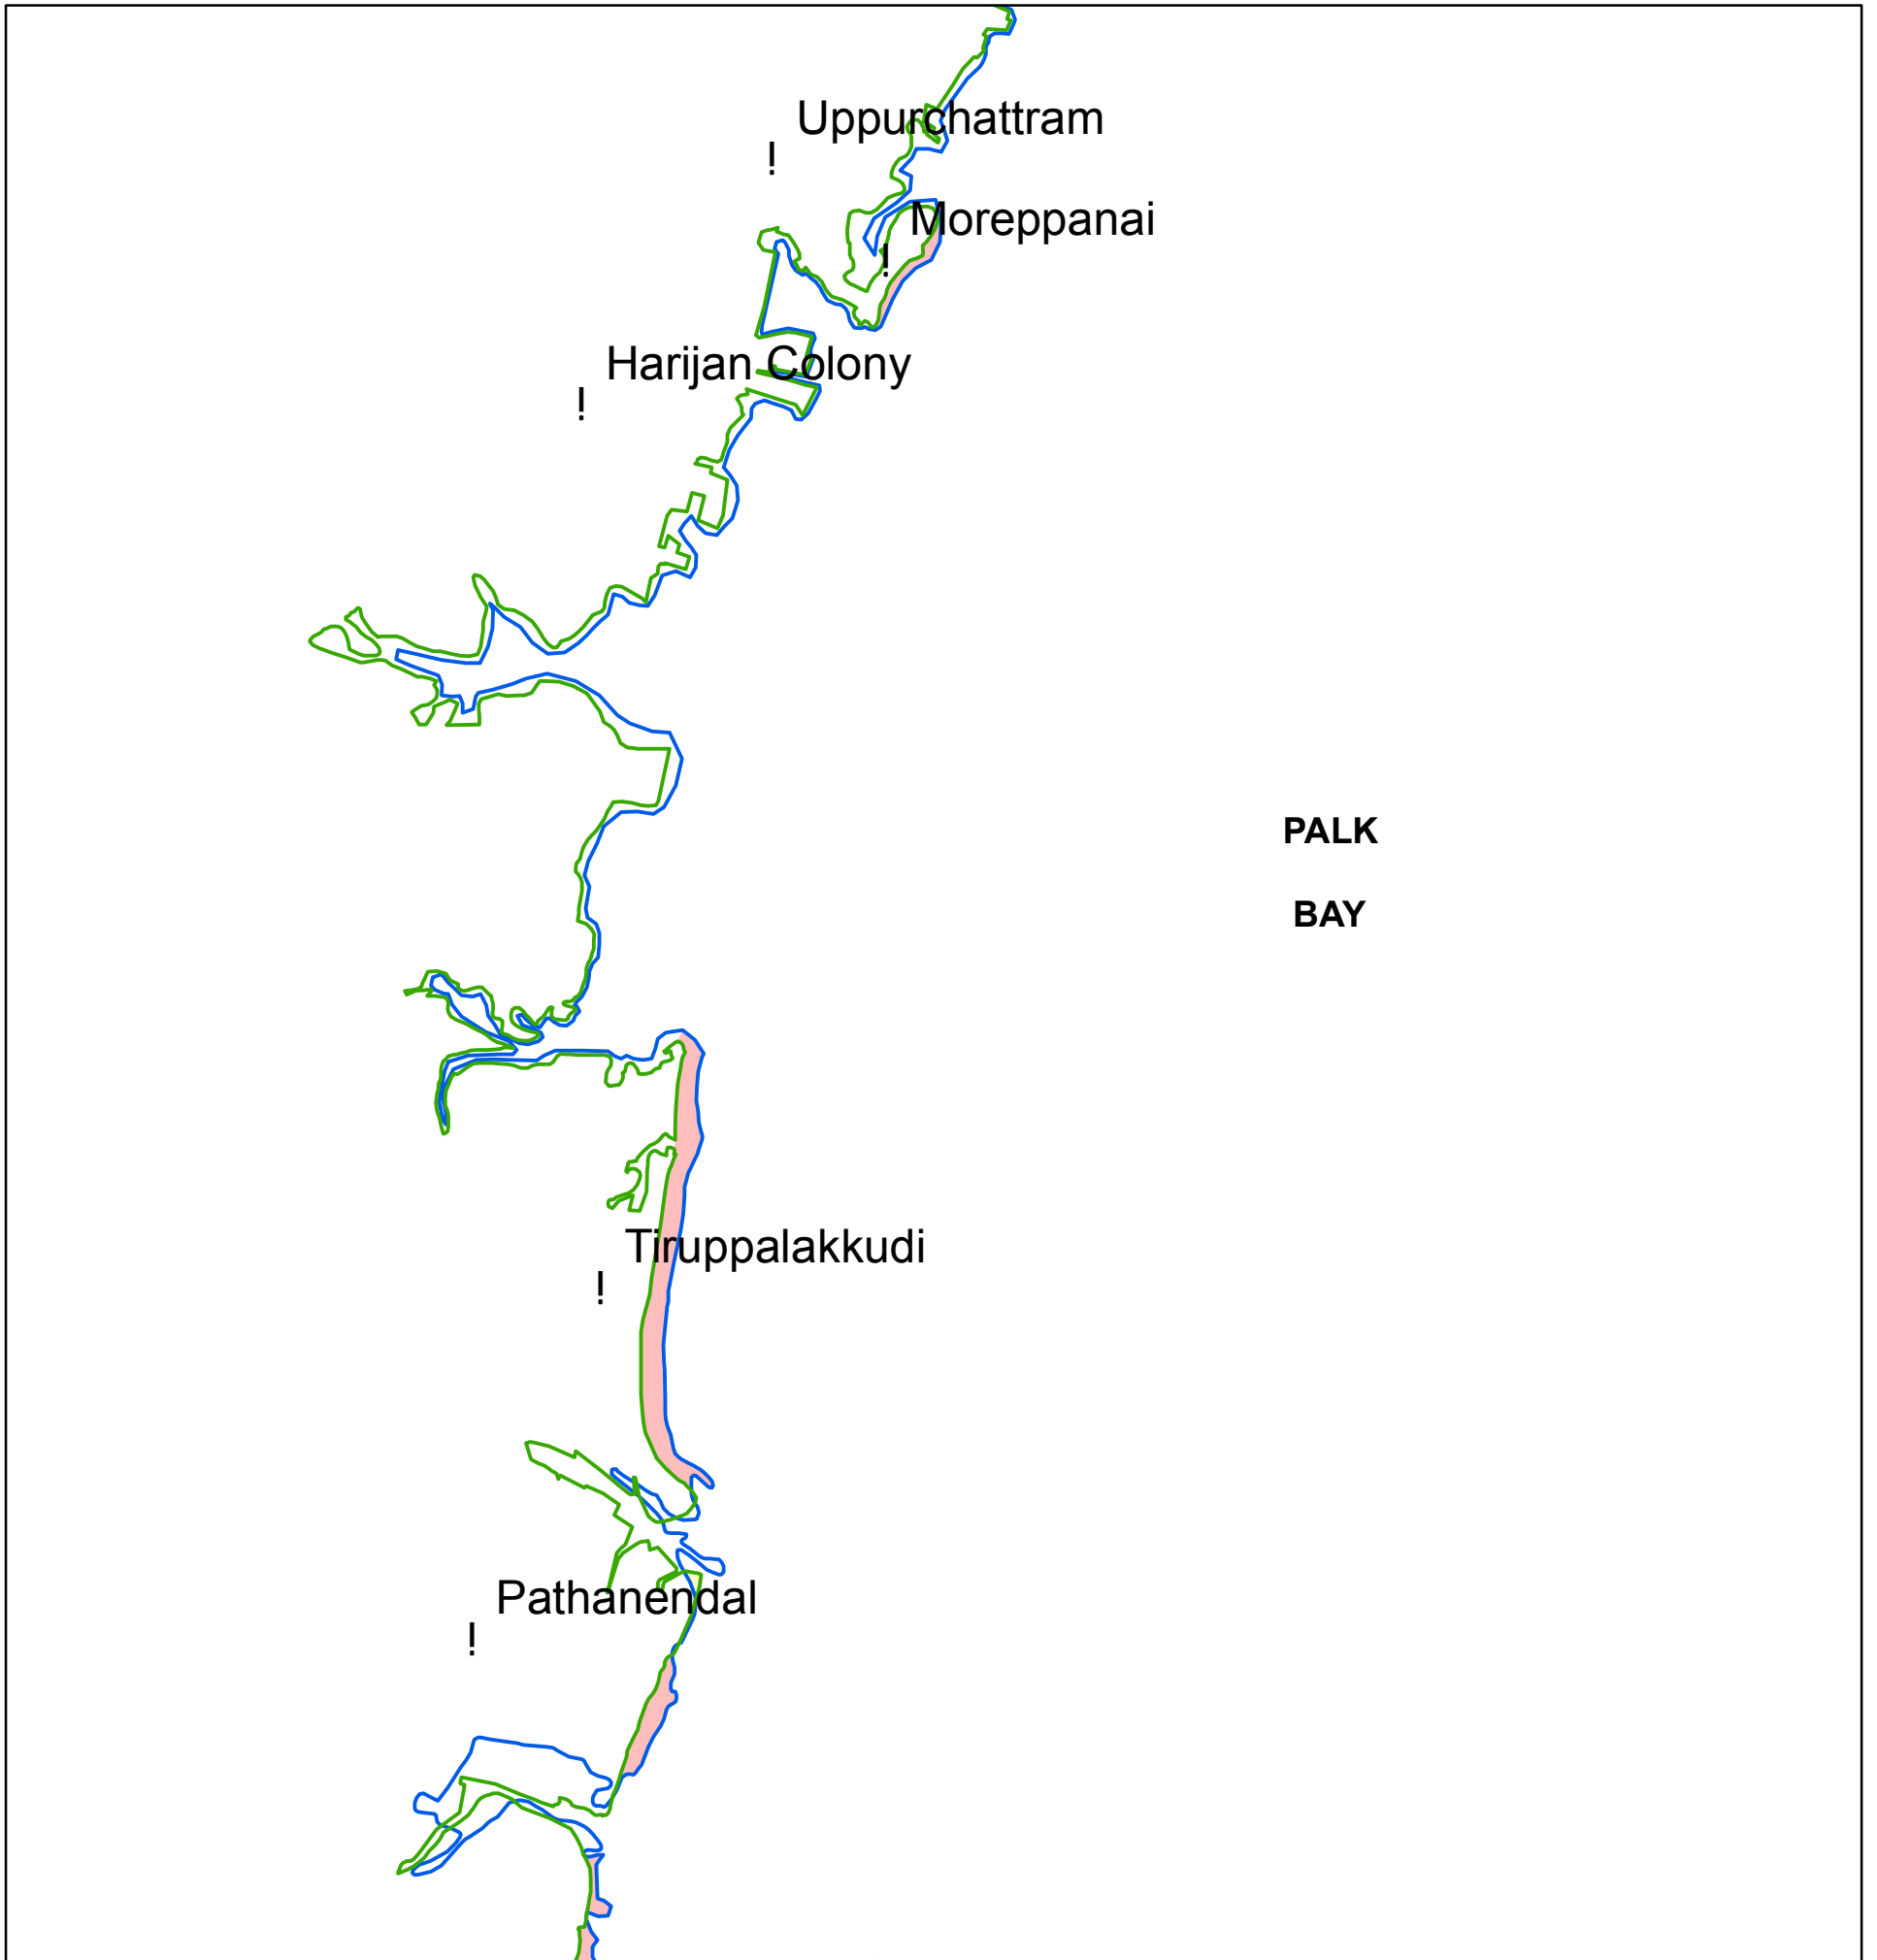 Uppurchattram
!
Moreppanai
!
Harijan Colony
!
PALK
BAY
Tiruppalakkudi
!
Pathanendal
!